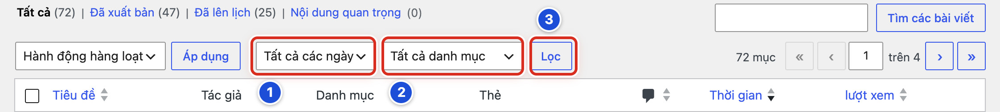 Tất cả (72) | Đã xuất bản (47) | Đã lên lịch (25) | Nội dung quan trọng (0)
3
Tìm các bài viết
Hành động hàng loạt Áp dụng Tất cả các ngày Tất cả danh mục Lọc 72 mục « ‹ 1 trên 4 › »
Tiêu đề Tác giả 1 Danh mục 2 Thẻ Thời gian lượt xem